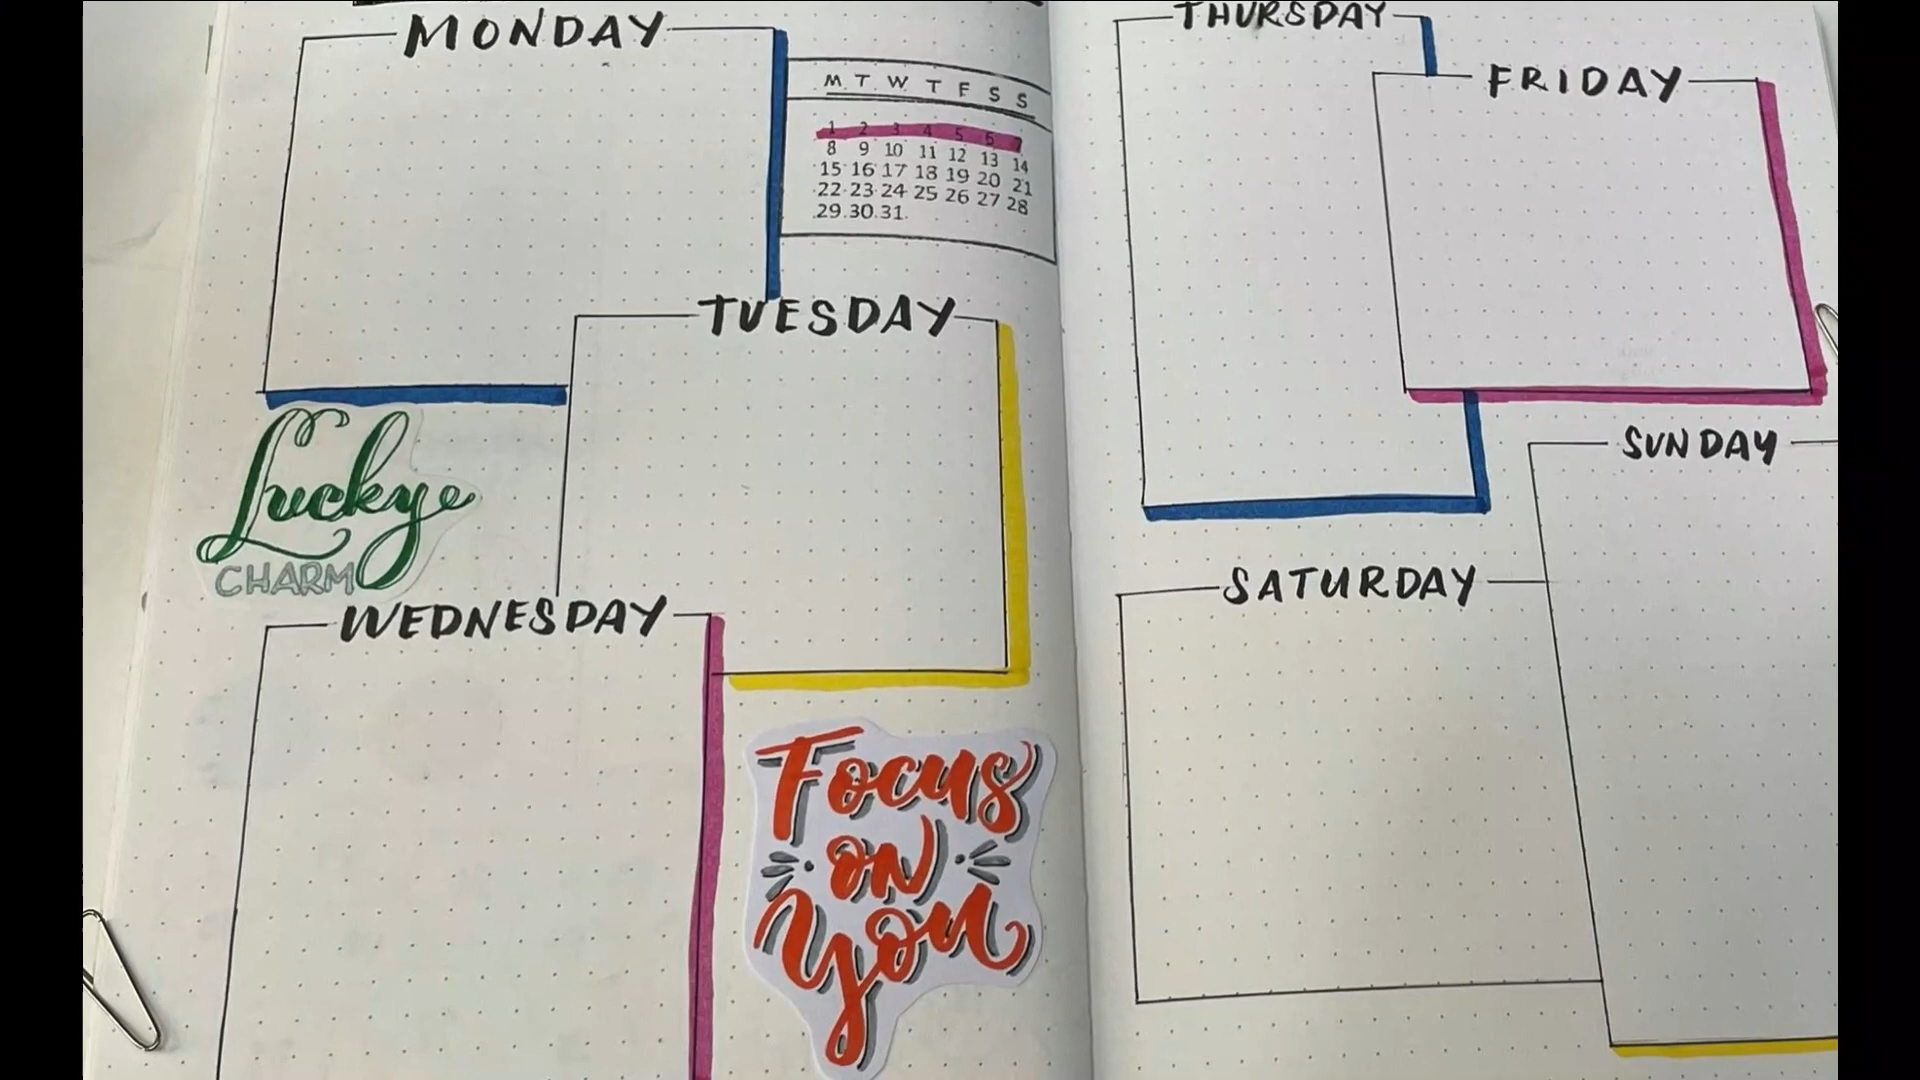 MONDAY
M T W T F S S
1 2 3 4 5 6 7
8 9 10 11 12 13 14
15 16 17 18 19 20 21
22 23 24 25 26 27 28
29 30 31
TUESDAY
Lucky
CHARM
WEDNESDAY
Focus
on
You
THURSDAY
FRIDAY
SUNDAY
SATURDAY